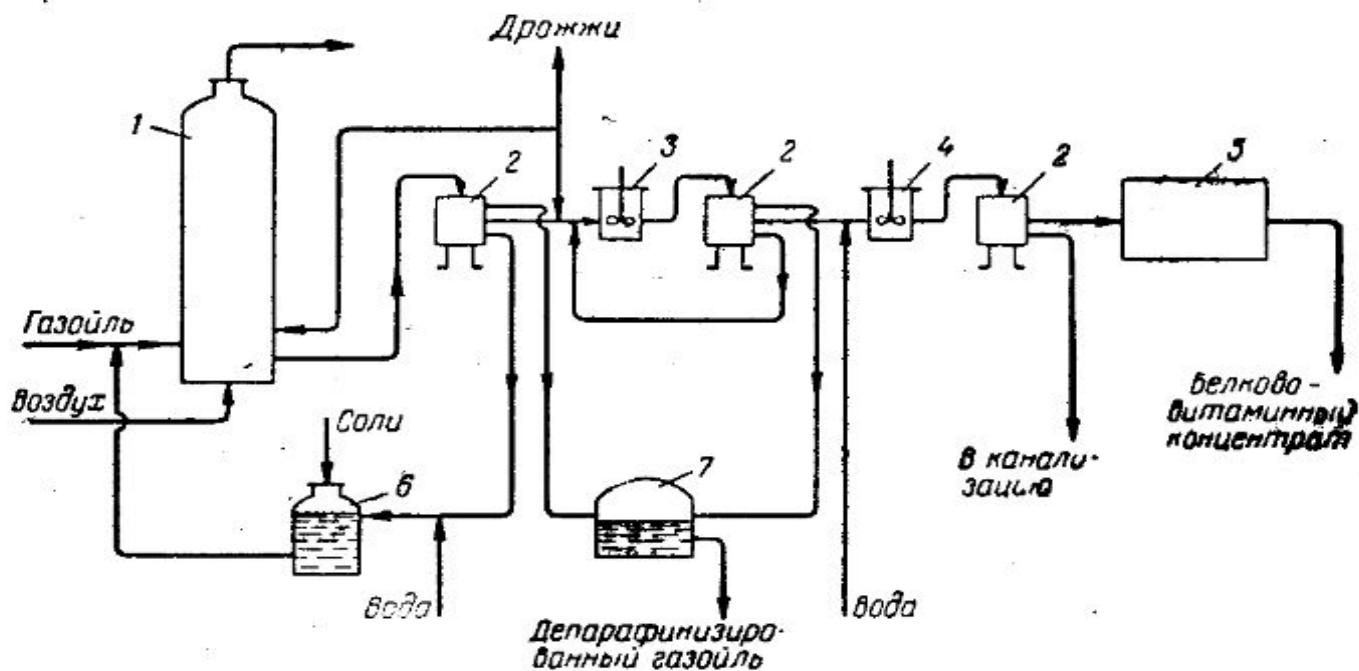 Дрожжи
1
2
3
2
4
2
5
Газойль
Воздух
Соли
6
7
Вода
Вода
Депарафинизиро-
ванный газойль
В канали-
зацию
Белково-
витаминный
концентрат